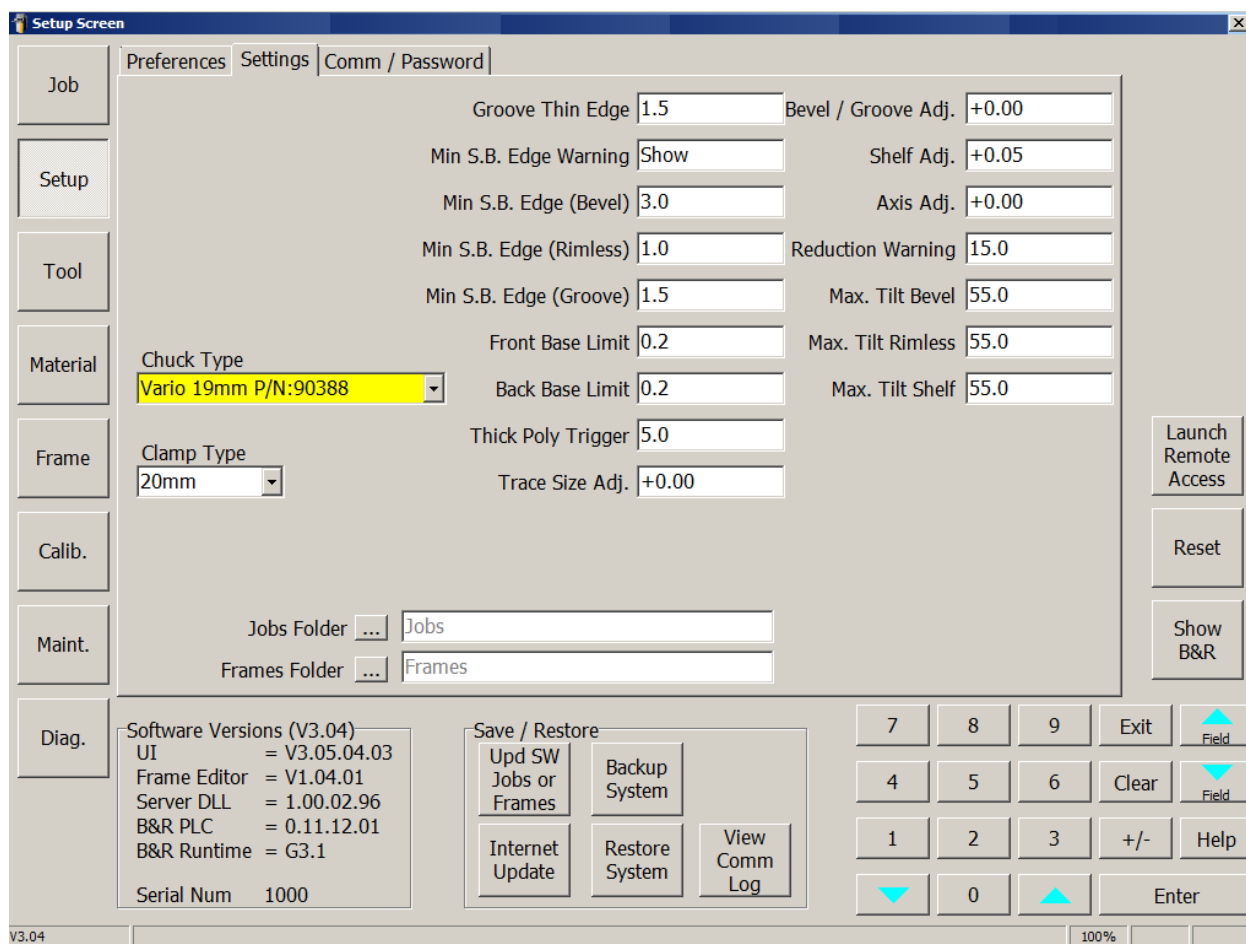 Setup Screen
Job
Setup
Tool
Material
Frame
Calib.
Maint.
Diag.
Preferences
Settings
Comm / Password
Groove Thin Edge 1.5
Min S.B. Edge Warning Show
Min S.B. Edge (Bevel) 3.0
Min S.B. Edge (Rimless) 1.0
Min S.B. Edge (Groove) 1.5
Front Base Limit 0.2
Back Base Limit 0.2
Thick Poly Trigger 5.0
Trace Size Adj. +0.00
Bevel / Groove Adj. +0.00
Shelf Adj. +0.05
Axis Adj. +0.00
Reduction Warning 15.0
Max. Tilt Bevel 55.0
Max. Tilt Rimless 55.0
Max. Tilt Shelf 55.0
Chuck Type
Vario 19mm P/N:90388
Clamp Type
20mm
Jobs Folder ... Jobs
Frames Folder ... Frames
Launch
Remote
Access
Reset
Show
B&R
Software Versions (V3.04)
UI = V3.05.04.03
Frame Editor = V1.04.01
Server DLL = 1.00.02.96
B&R PLC = 0.11.12.01
B&R Runtime = G3.1
Serial Num 1000
Save / Restore
Upd SW
Jobs or
Frames
Backup
System
Internet
Update
Restore
System
View
Comm
Log
7 8 9 Exit Field
4 5 6 Clear Field
1 2 3 +/- Help
0 Enter
V3.04
100%